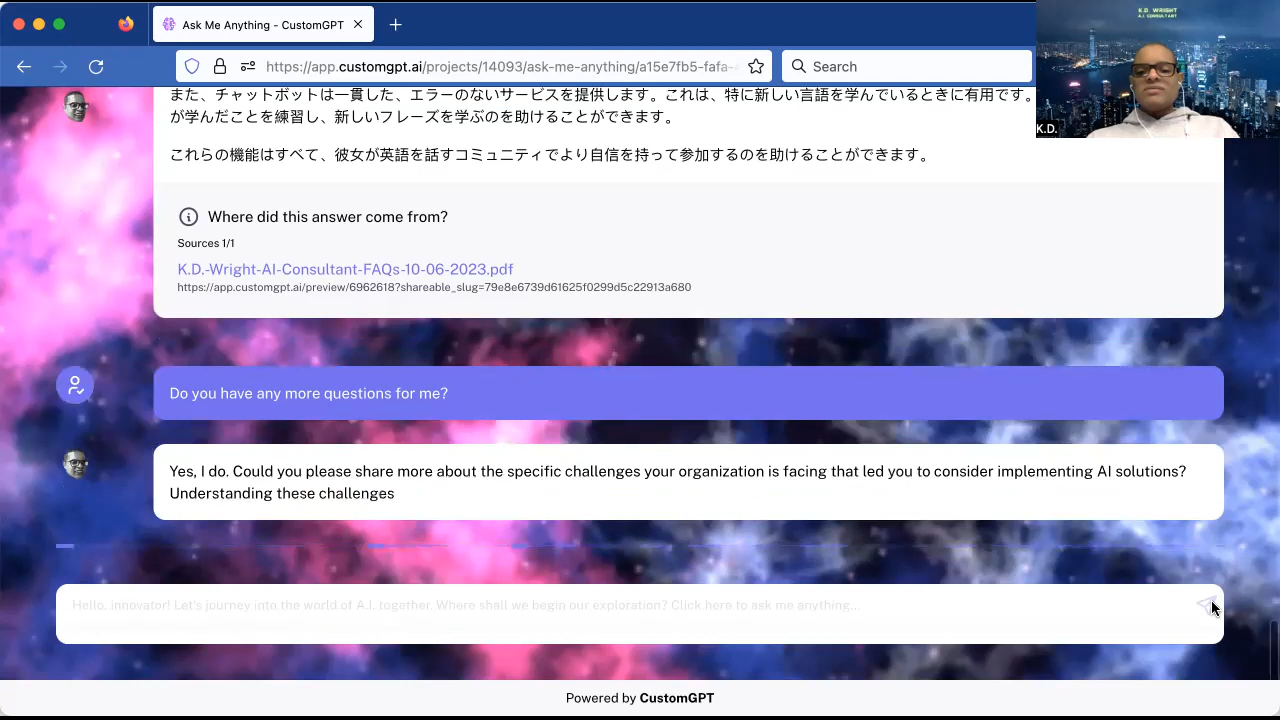 Ask Me Anything - CustomGPT
https://app.customgpt.ai/projects/14093/ask-me-anything/a15e7fb5-fafa-
Search
K.D. WRIGHT
A.I. CONSULTANT
K.D.
また、チャットボットは一貫した、エラーのないサービスを提供します。これは、特に新しい言語を学んでいるときに有用です。
が学んだことを練習し、新しいフレーズを学ぶのを助けることができます。
これらの機能はすべて、彼女が英語を話すコミュニティでより自信を持って参加するのを助けることができます。
Where did this answer come from?
Sources 1/1
K.D.-Wright-AI-Consultant-FAQs-10-06-2023.pdf
https://app.customgpt.ai/preview/6962618?shareable_slug=79e8e6739d61625f0299d5c22913a680
Do you have any more questions for me?
Yes, I do. Could you please share more about the specific challenges your organization is facing that led you to consider implementing AI solutions?
Understanding these challenges
Hello, innovator! Let's journey into the world of A.I. together. Where shall we begin our exploration? Click here to ask me anything...
Powered by CustomGPT